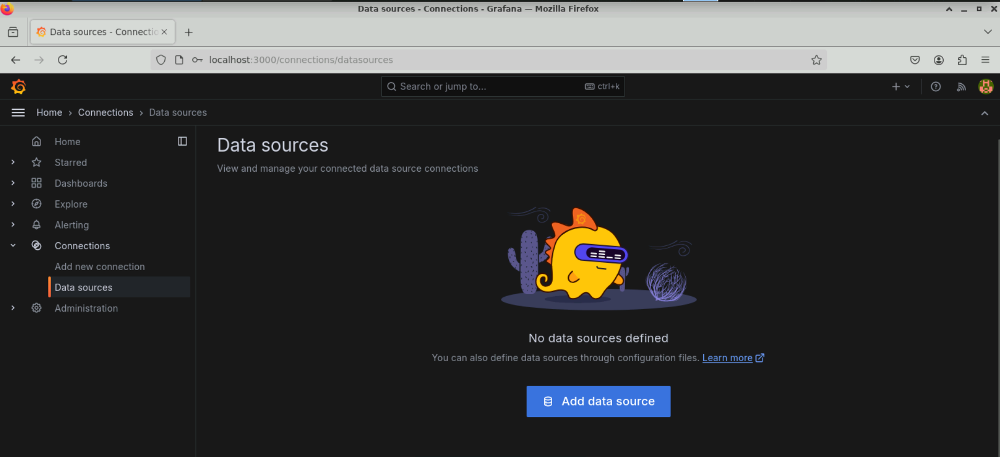 Data sources - Connections - Grafana — Mozilla Firefox
Data sources - Connectio
localhost:3000/connections/datasources
Search or jump to...
ctrl+k
Home
Connections
Data sources
Home
Starred
Dashboards
Explore
Alerting
Connections
Add new connection
Data sources
Administration
Data sources
View and manage your connected data source connections
No data sources defined
You can also define data sources through configuration files. Learn more
Add data source